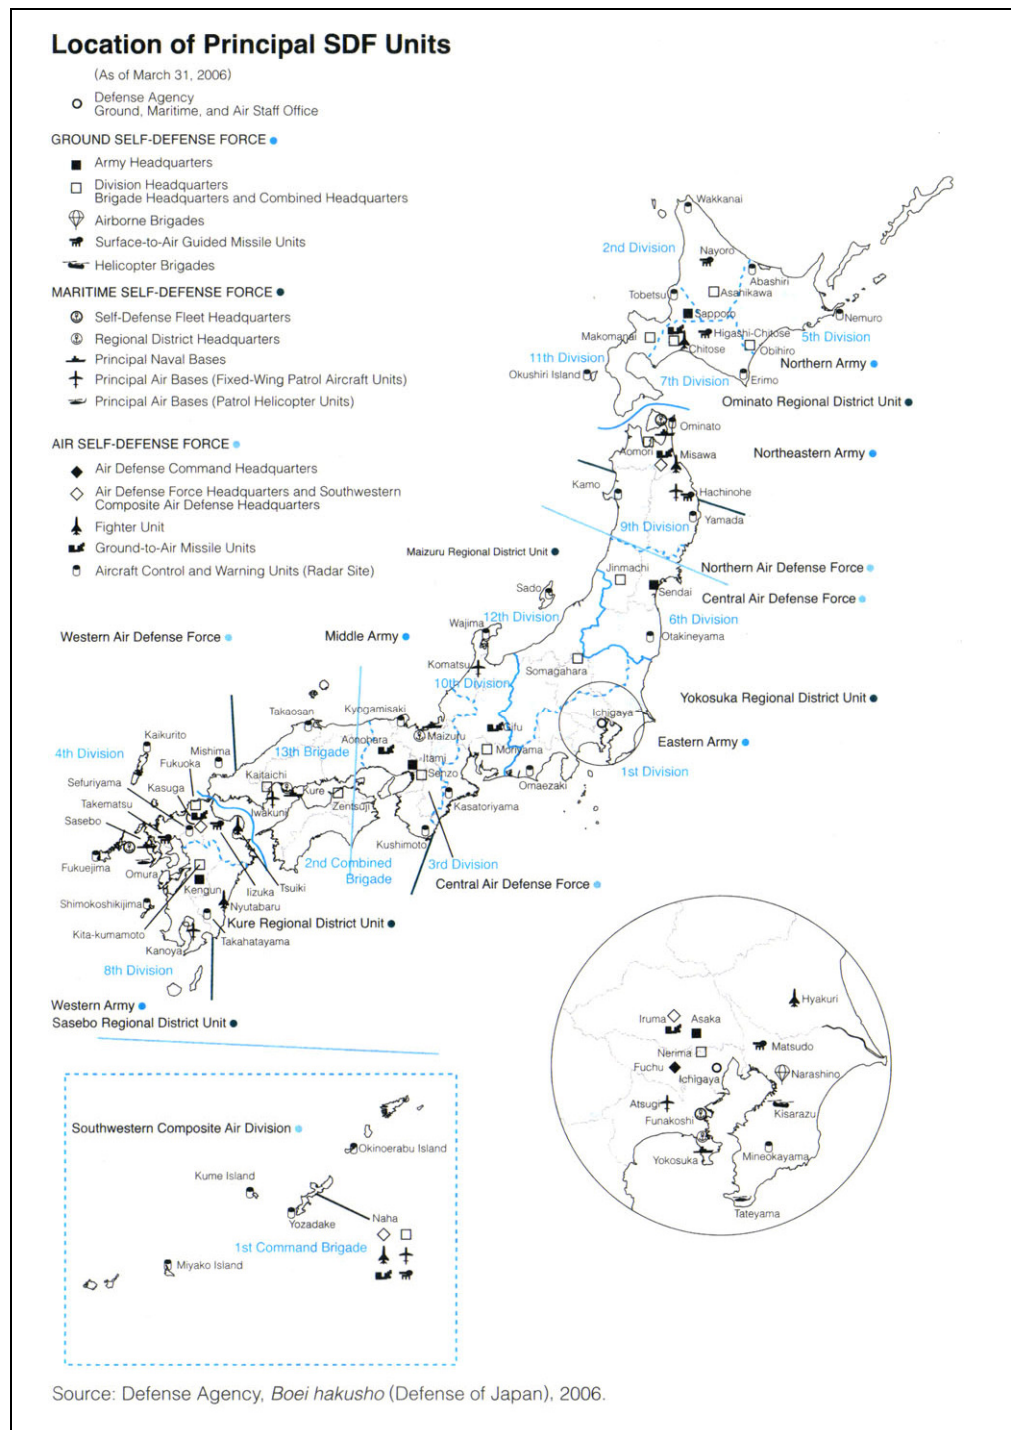 Location of Principal SDF Units
(As of March 31, 2006)
Defense Agency
Ground, Maritime, and Air Staff Office
GROUND SELF-DEFENSE FORCE
Army Headquarters
Division Headquarters
Brigade Headquarters and Combined Headquarters
Airborne Brigades
Surface-to-Air Guided Missile Units
Helicopter Brigades
MARITIME SELF-DEFENSE FORCE
Self-Defense Fleet Headquarters
Regional District Headquarters
Principal Naval Bases
Principal Air Bases (Fixed-Wing Patrol Aircraft Units)
Principal Air Bases (Patrol Helicopter Units)
AIR SELF-DEFENSE FORCE
Air Defense Command Headquarters
Air Defense Force Headquarters and Southwestern
Composite Air Defense Headquarters
Fighter Unit
Ground-to-Air Missile Units
Aircraft Control and Warning Units (Radar Site)
Wakkanai
2nd Division
Nayoro
Abashiri
Tobetsu
Asahikawa
Sapporo
Nemuro
Makomanai
Higashi-Chitose
5th Division
Chitose
Obihiro
11th Division
Northern Army
Okushiri Island
7th Division
Erimo
Ominato Regional District Unit
Ominato
Aomori
Misawa
Northeastern Army
Kamo
Hachinohe
9th Division
Yamada
Maizuru Regional District Unit
Jinmachi
Northern Air Defense Force
Sado
Sendai
Central Air Defense Force
12th Division
6th Division
Wajima
Otakineyama
Western Air Defense Force
Middle Army
Komatsu
Somagahara
10th Division
Yokosuka Regional District Unit
Takaosan
Kyogamisaki
Ichigaya
Gifu
Maizuru
Aonohara
Eastern Army
4th Division
Kaikurito
13th Brigade
Moriyama
Mishima
Itami
1st Division
Fukuoka
Kaitaichi
Senzo
Omaezaki
Sefuriyama
Kasuga
Kure
Zentsuji
Kasatoriyama
Takematsu
Iwakuni
Sasebo
Kushimoto
Fukuejima
2nd Combined
Brigade
3rd Division
Omura
Central Air Defense Force
Kengun
Iizuka
Tsuiki
Shimokoshikijima
Nyutabaru
Kure Regional District Unit
Kita-kumamoto
Takahatayama
Kanoya
8th Division
Western Army
Sasebo Regional District Unit
Hyakuri
Iruma
Asaka
Matsudo
Nerima
Fuchu
Ichigaya
Narashino
Atsugi
Kisarazu
Funakoshi
Yokosuka
Mineokayama
Tateyama
Southwestern Composite Air Division
Okinoerabu Island
Kume Island
Yozadake
Naha
1st Command Brigade
Miyako Island
Source: Defense Agency, Boei hakusho (Defense of Japan), 2006.